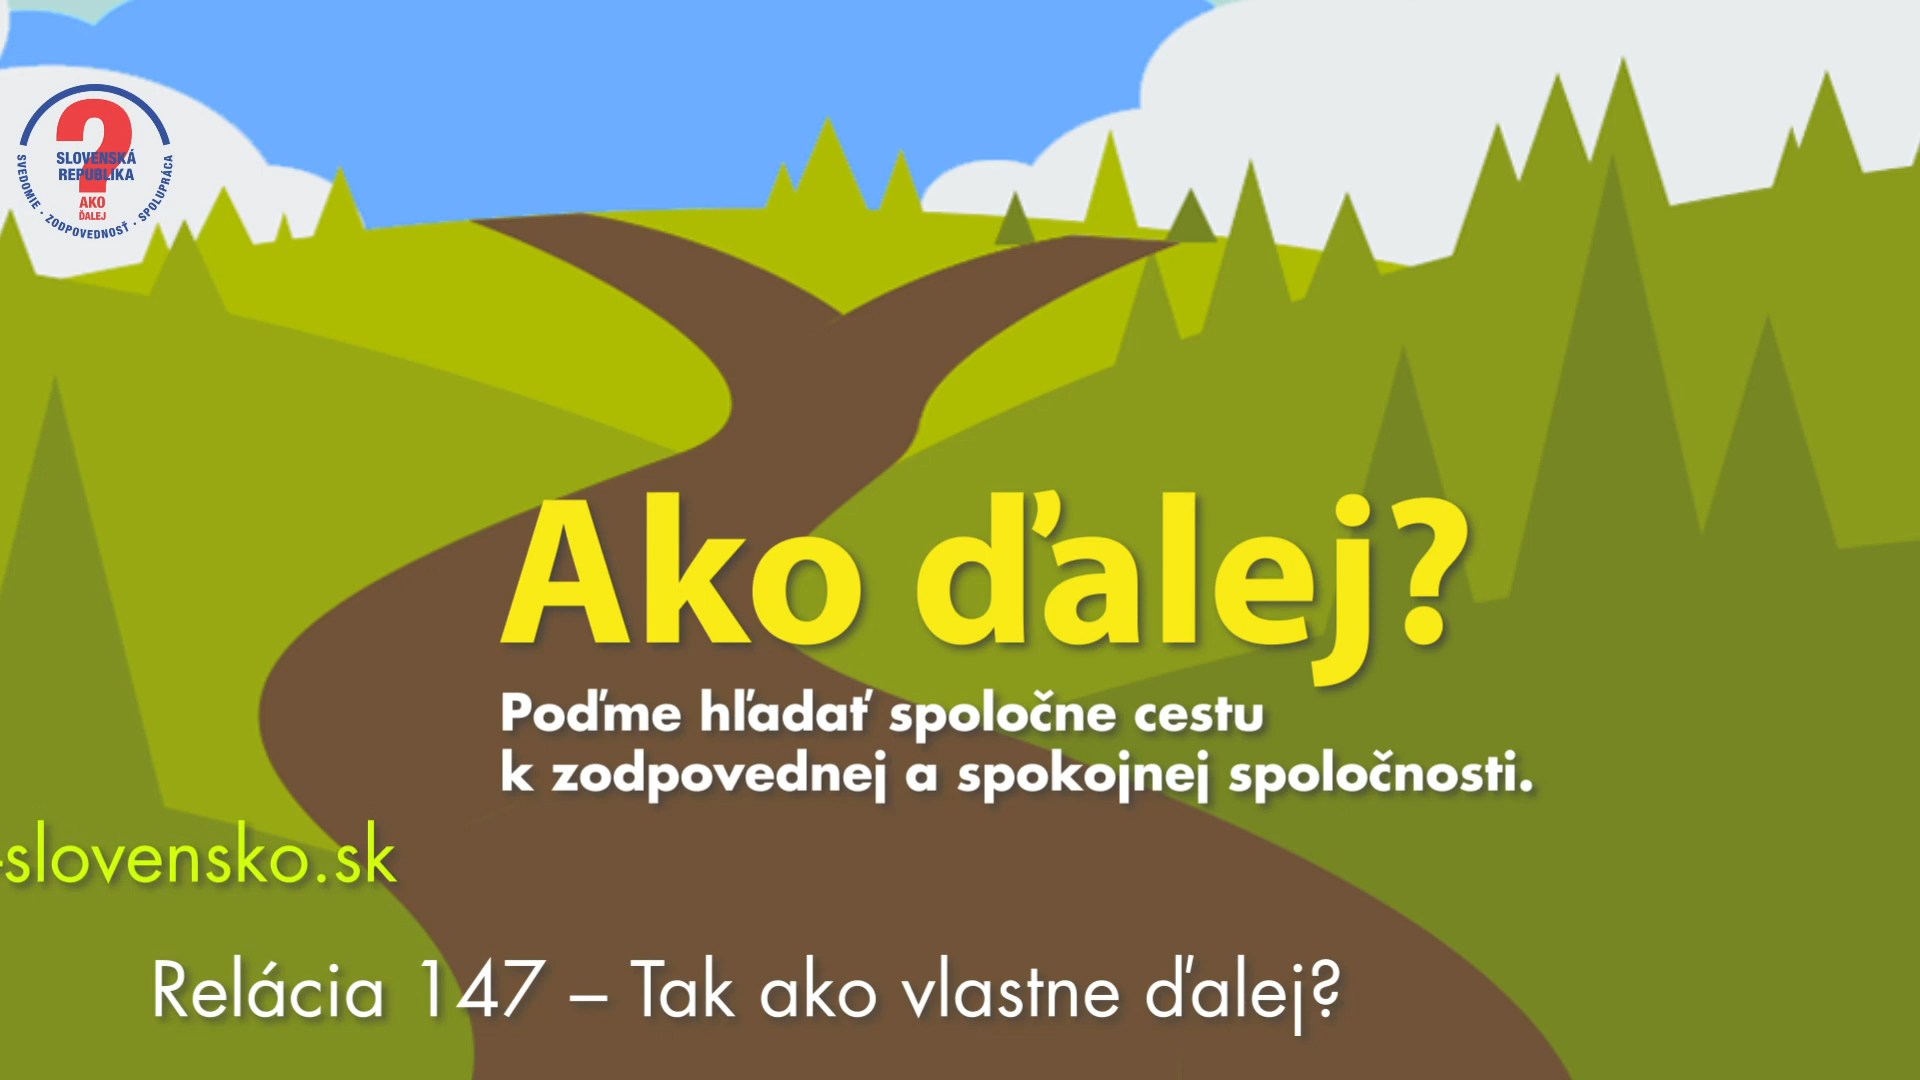 SLOVENSKÁ
REPUBLIKA
AKO
ĎALEJ
SVEDOMIE · ZODPOVEDNOSŤ · SPOLUPRÁCA
Ako ďalej?
Poďme hľadať spoločne cestu
k zodpovednej a spokojnej spoločnosti.
-slovensko.sk
Relácia 147 – Tak ako vlastne ďalej?